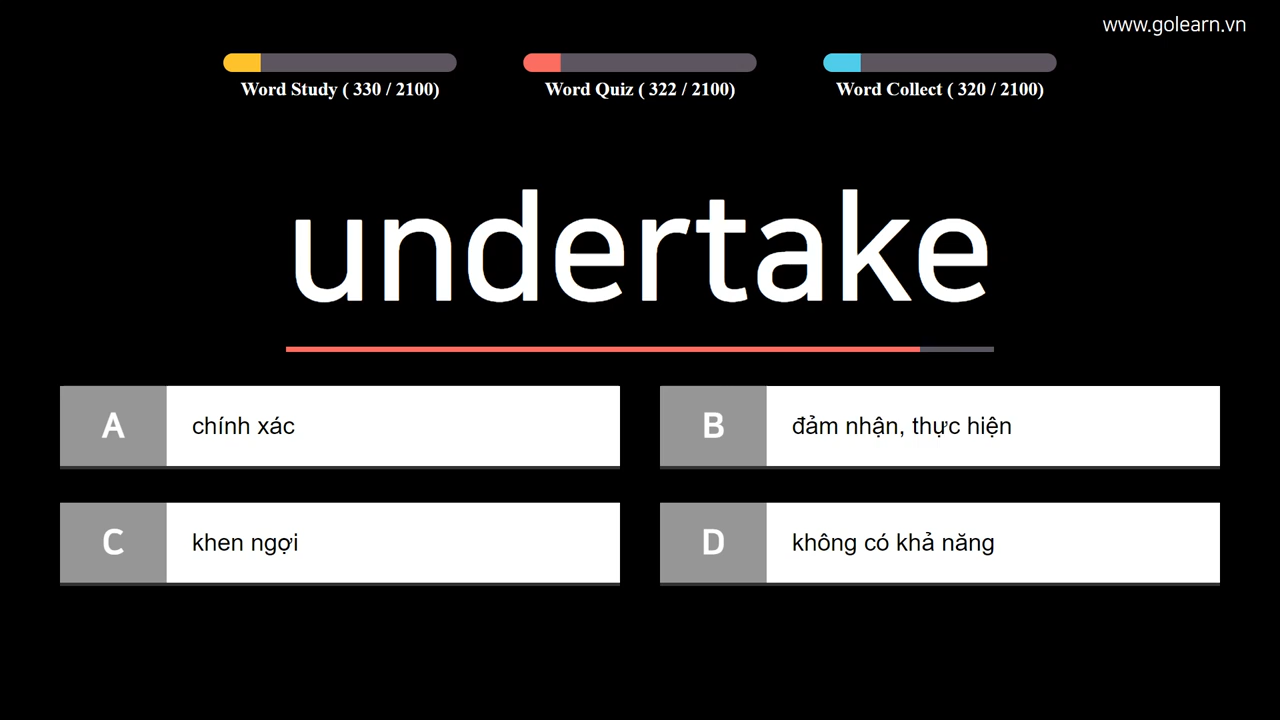 www.golearn.vn
Word Study ( 330 / 2100)
Word Quiz ( 322 / 2100)
Word Collect ( 320 / 2100)
undertake
A chính xác
B đảm nhận, thực hiện
C khen ngợi
D không có khả năng